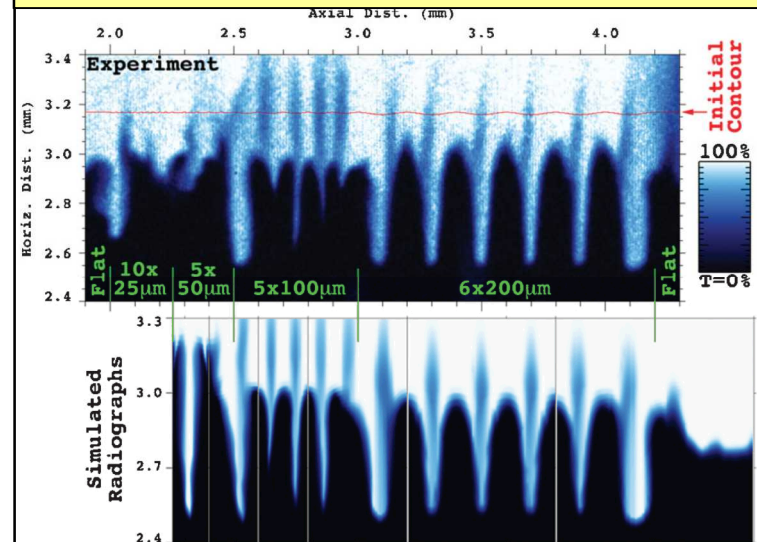 Axial Dist. (mm)
2.0 2.5 3.0 3.5 4.0
Experiment
Horiz. Dist. (mm)
3.4
3.2
3.0
2.8
2.6
2.4
Initial
Contour
100%
T=0%
Flat
10x
25µm
5x
50µm
5x100µm
6x200µm
Flat
Simulated
Radiographs
3.3
3.0
2.7
2.4